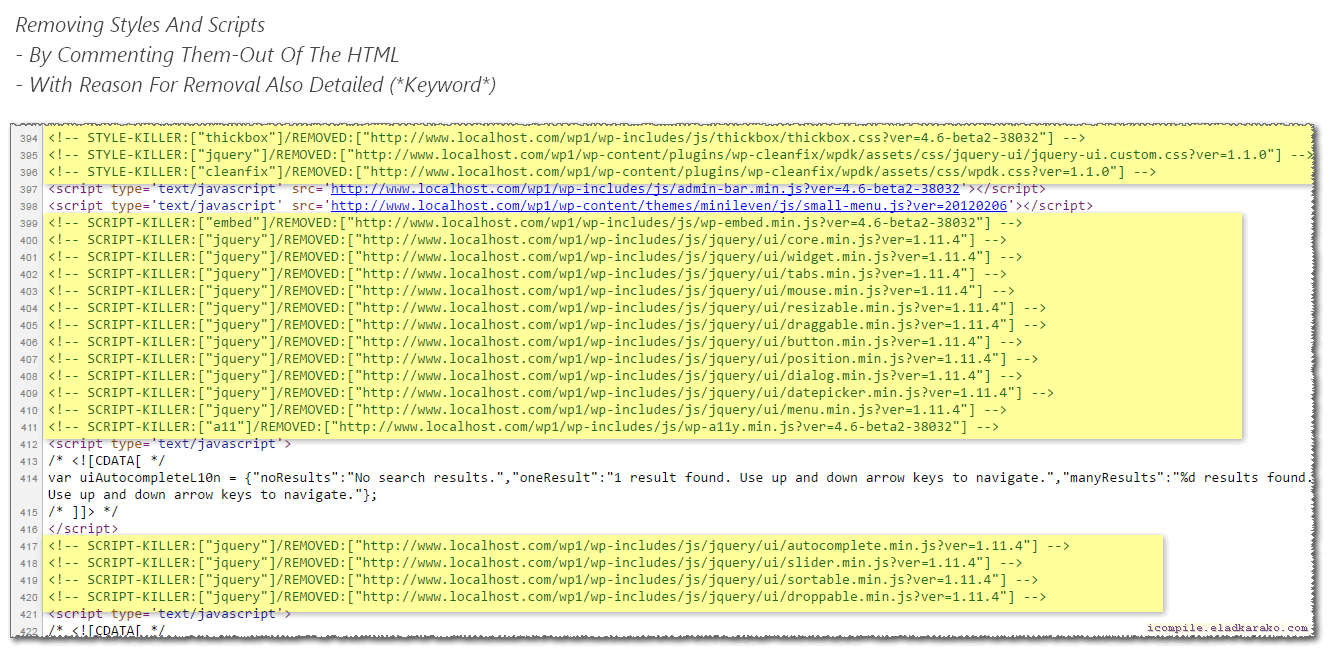 Removing Styles And Scripts
- By Commenting Them-Out Of The HTML
- With Reason For Removal Also Detailed (*Keyword*)
394 <!-- STYLE-KILLER:["thickbox"]/REMOVED:["http://www.localhost.com/wp1/wp-includes/js/thickbox/thickbox.css?ver=4.6-beta2-38032"] -->
395 <!-- STYLE-KILLER:["jquery"]/REMOVED:["http://www.localhost.com/wp1/wp-content/plugins/wp-cleanfix/wpdk/assets/css/jquery-ui/jquery-ui.custom.css?ver=1.1.0"] -->
396 <!-- STYLE-KILLER:["cleanfix"]/REMOVED:["http://www.localhost.com/wp1/wp-content/plugins/wp-cleanfix/wpdk/assets/css/wpdk.css?ver=1.1.0"] -->
397 <script type='text/javascript' src='http://www.localhost.com/wp1/wp-includes/js/admin-bar.min.js?ver=4.6-beta2-38032'></script>
398 <script type='text/javascript' src='http://www.localhost.com/wp1/wp-content/themes/minileven/js/small-menu.js?ver=20120206'></script>
399 <!-- SCRIPT-KILLER:["embed"]/REMOVED:["http://www.localhost.com/wp1/wp-includes/js/wp-embed.min.js?ver=4.6-beta2-38032"] -->
400 <!-- SCRIPT-KILLER:["jquery"]/REMOVED:["http://www.localhost.com/wp1/wp-includes/js/jquery/ui/core.min.js?ver=1.11.4"] -->
401 <!-- SCRIPT-KILLER:["jquery"]/REMOVED:["http://www.localhost.com/wp1/wp-includes/js/jquery/ui/widget.min.js?ver=1.11.4"] -->
402 <!-- SCRIPT-KILLER:["jquery"]/REMOVED:["http://www.localhost.com/wp1/wp-includes/js/jquery/ui/tabs.min.js?ver=1.11.4"] -->
403 <!-- SCRIPT-KILLER:["jquery"]/REMOVED:["http://www.localhost.com/wp1/wp-includes/js/jquery/ui/mouse.min.js?ver=1.11.4"] -->
404 <!-- SCRIPT-KILLER:["jquery"]/REMOVED:["http://www.localhost.com/wp1/wp-includes/js/jquery/ui/resizable.min.js?ver=1.11.4"] -->
405 <!-- SCRIPT-KILLER:["jquery"]/REMOVED:["http://www.localhost.com/wp1/wp-includes/js/jquery/ui/draggable.min.js?ver=1.11.4"] -->
406 <!-- SCRIPT-KILLER:["jquery"]/REMOVED:["http://www.localhost.com/wp1/wp-includes/js/jquery/ui/button.min.js?ver=1.11.4"] -->
407 <!-- SCRIPT-KILLER:["jquery"]/REMOVED:["http://www.localhost.com/wp1/wp-includes/js/jquery/ui/position.min.js?ver=1.11.4"] -->
408 <!-- SCRIPT-KILLER:["jquery"]/REMOVED:["http://www.localhost.com/wp1/wp-includes/js/jquery/ui/dialog.min.js?ver=1.11.4"] -->
409 <!-- SCRIPT-KILLER:["jquery"]/REMOVED:["http://www.localhost.com/wp1/wp-includes/js/jquery/ui/datepicker.min.js?ver=1.11.4"] -->
410 <!-- SCRIPT-KILLER:["jquery"]/REMOVED:["http://www.localhost.com/wp1/wp-includes/js/jquery/ui/menu.min.js?ver=1.11.4"] -->
411 <!-- SCRIPT-KILLER:["a11"]/REMOVED:["http://www.localhost.com/wp1/wp-includes/js/wp-a11y.min.js?ver=4.6-beta2-38032"] -->
412 <script type='text/javascript'>
413 /* <![CDATA[ */
414 var uiAutocompleteL10n = {"noResults":"No search results.","oneResult":"1 result found. Use up and down arrow keys to navigate.","manyResults":"%d results found.
Use up and down arrow keys to navigate."};
415 /* ]]> */
416 </script>
417 <!-- SCRIPT-KILLER:["jquery"]/REMOVED:["http://www.localhost.com/wp1/wp-includes/js/jquery/ui/autocomplete.min.js?ver=1.11.4"] -->
418 <!-- SCRIPT-KILLER:["jquery"]/REMOVED:["http://www.localhost.com/wp1/wp-includes/js/jquery/ui/slider.min.js?ver=1.11.4"] -->
419 <!-- SCRIPT-KILLER:["jquery"]/REMOVED:["http://www.localhost.com/wp1/wp-includes/js/jquery/ui/sortable.min.js?ver=1.11.4"] -->
420 <!-- SCRIPT-KILLER:["jquery"]/REMOVED:["http://www.localhost.com/wp1/wp-includes/js/jquery/ui/droppable.min.js?ver=1.11.4"] -->
421 <script type='text/javascript'>
422 /* <![CDATA[ */
icompile.eladkarako.com